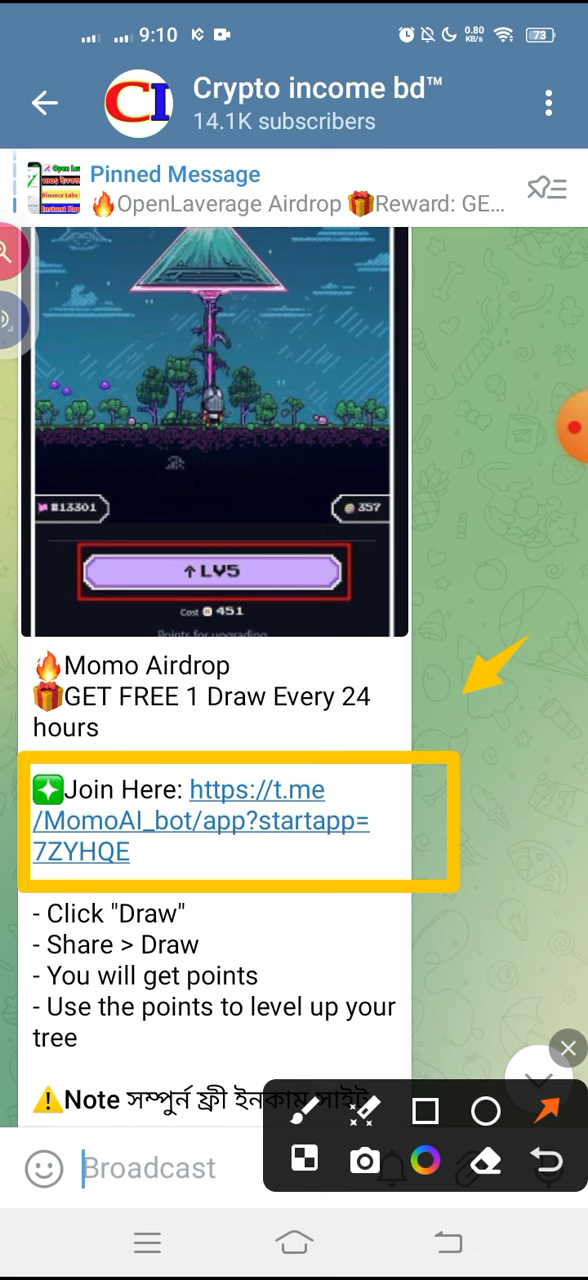 9:10
0.80
KB/s
73
CI
Crypto income bd™
14.1K subscribers
Pinned Message
🔥OpenLaverage Airdrop 🎁Reward: GE...
#13301
357
↑LV5
Cost 451
Points for upgrading
🔥Momo Airdrop
🎁GET FREE 1 Draw Every 24
hours
Join Here: https://t.me
/MomoAI_bot/app?startapp=
7ZYHQE
- Click "Draw"
- Share > Draw
- You will get points
- Use the points to level up your
tree
⚠️Note সম্পুর্ন ফ্রী ইনকাম সাইট
Broadcast